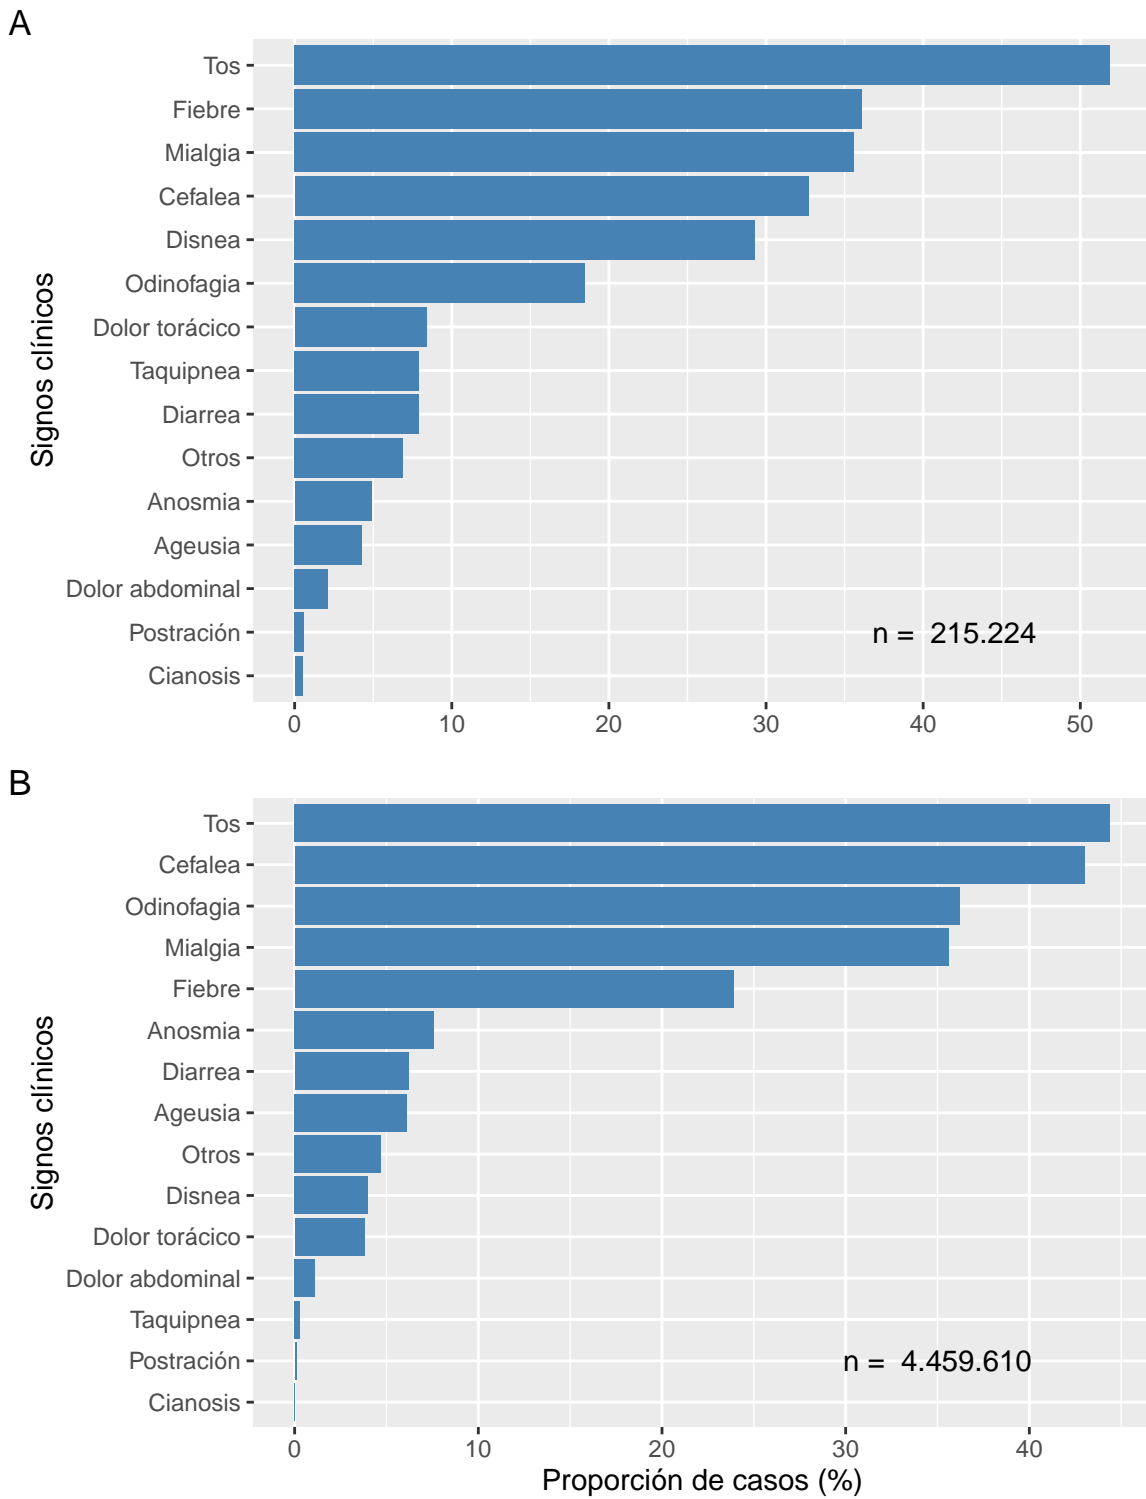 A
Tos
Fiebre
Mialgia
Cefalea
Disnea
Odinofagia
Dolor torácico
Taquipnea
Diarrea
Otros
Anosmia
Ageusia
Dolor abdominal
Postración
Cianosis
Signos clínicos
n = 215.224
0 10 20 30 40 50
B
Tos
Cefalea
Odinofagia
Mialgia
Fiebre
Anosmia
Diarrea
Ageusia
Otros
Disnea
Dolor torácico
Dolor abdominal
Taquipnea
Postración
Cianosis
Signos clínicos
n = 4.459.610
0 10 20 30 40
Proporción de casos (%)